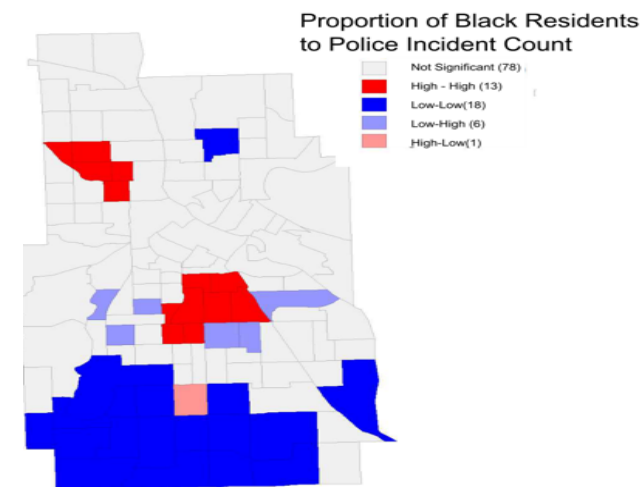 Proportion of Black Residents
to Police Incident Count
Not Significant (78)
High - High (13)
Low-Low(18)
Low-High (6)
High-Low(1)